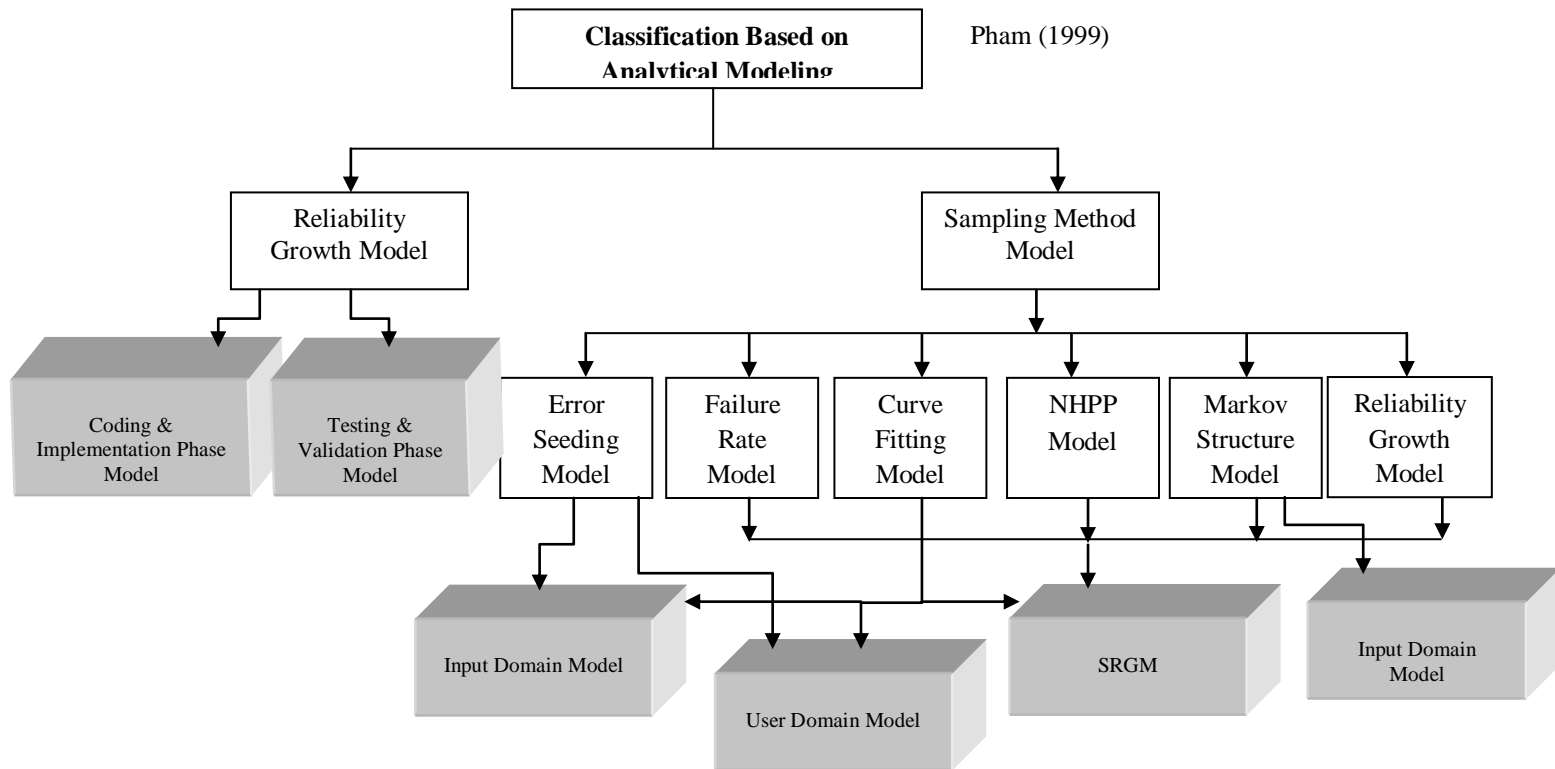 Classification Based on
Analytical Modeling
Pham (1999)
Reliability
Growth Model
Sampling Method
Model
Coding &
Implementation Phase
Model
Testing &
Validation Phase
Model
Error
Seeding
Model
Failure
Rate
Model
Curve
Fitting
Model
NHPP
Model
Markov
Structure
Model
Reliability
Growth
Model
Input Domain Model
User Domain Model
SRGM
Input Domain
Model